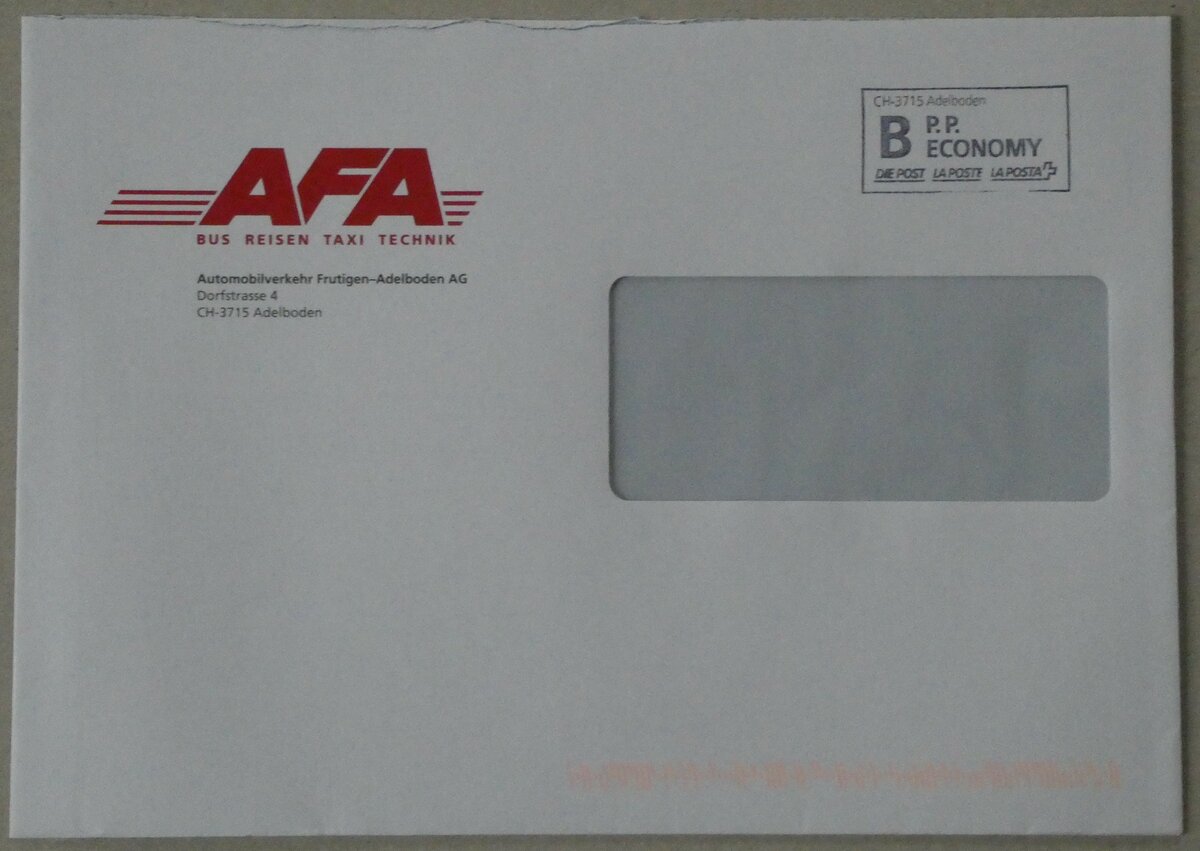 AFA
BUS REISEN TAXI TECHNIK
Automobilverkehr Frutigen–Adelboden AG
Dorfstrasse 4
CH-3715 Adelboden
CH-3715 Adelboden
B P.P.
ECONOMY
DIE POST LA POSTE LA POSTA